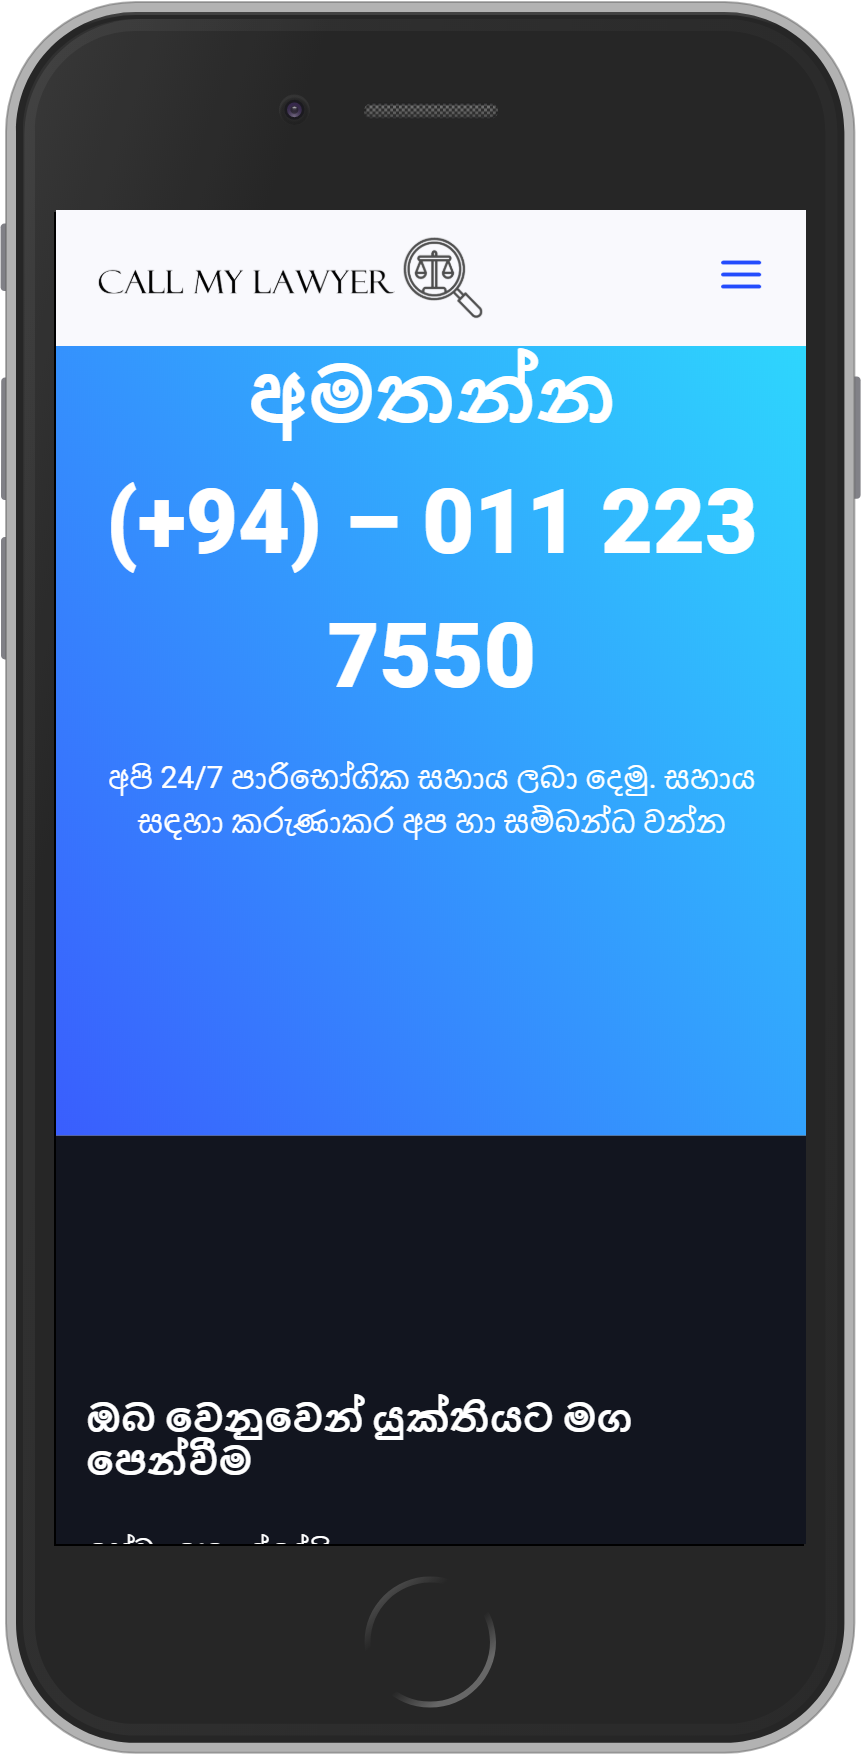 CALL MY LAWYER
අමතන්න
(+94) – 011 223
7550
අපි 24/7 පාරිභෝගික සහාය ලබා දෙමු. සහාය
සඳහා කරුණාකර අප හා සම්බන්ධ වන්න
ඔබ වෙනුවෙන් යුක්තියට මග
පෙන්වීම